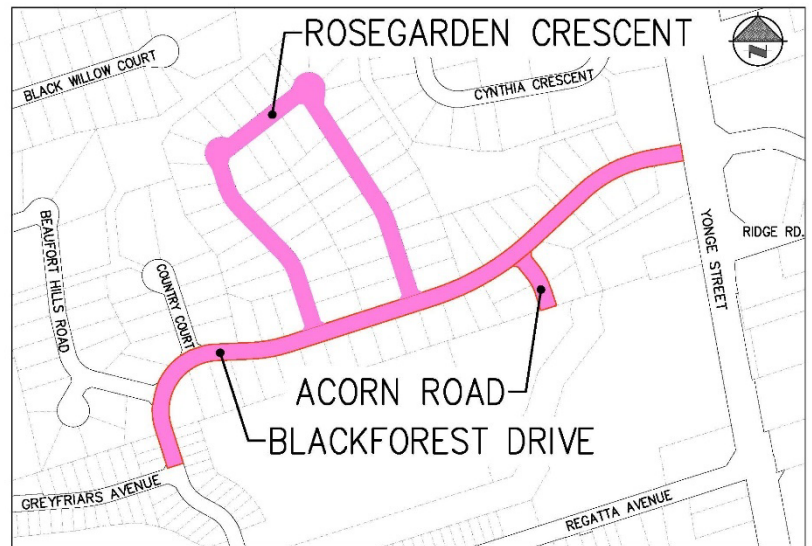 ROSEGARDEN CRESCENT
BLACK WILLOW COURT
CYNTHIA CRESCENT
N
BEAUFORT HILLS ROAD
COUNTRY COURT
YONGE STREET
RIDGE RD.
ACORN ROAD
BLACKFOREST DRIVE
GREYFRIARS AVENUE
REGATTA AVENUE